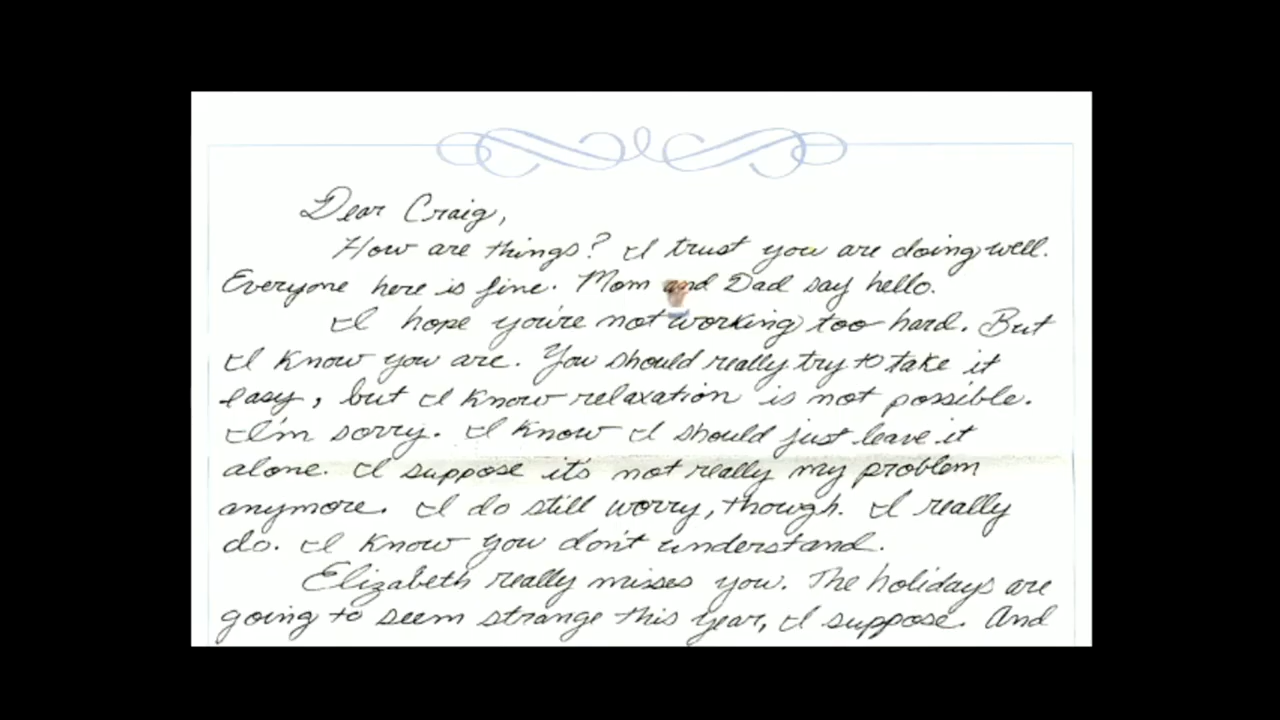 Dear Craig,
How are things? I trust you are doing well.
Everyone here is fine. Mom and Dad say hello.
I hope you're not working too hard. But
I know you are. You should really try to take it
easy, but I know relaxation is not possible.
I'm sorry. I know I should just leave it
alone. I suppose it's not really my problem
anymore. I do still worry, though. I really
do. I know you don't understand.
Elizabeth really misses you. The holidays are
going to seem strange this year, I suppose. And